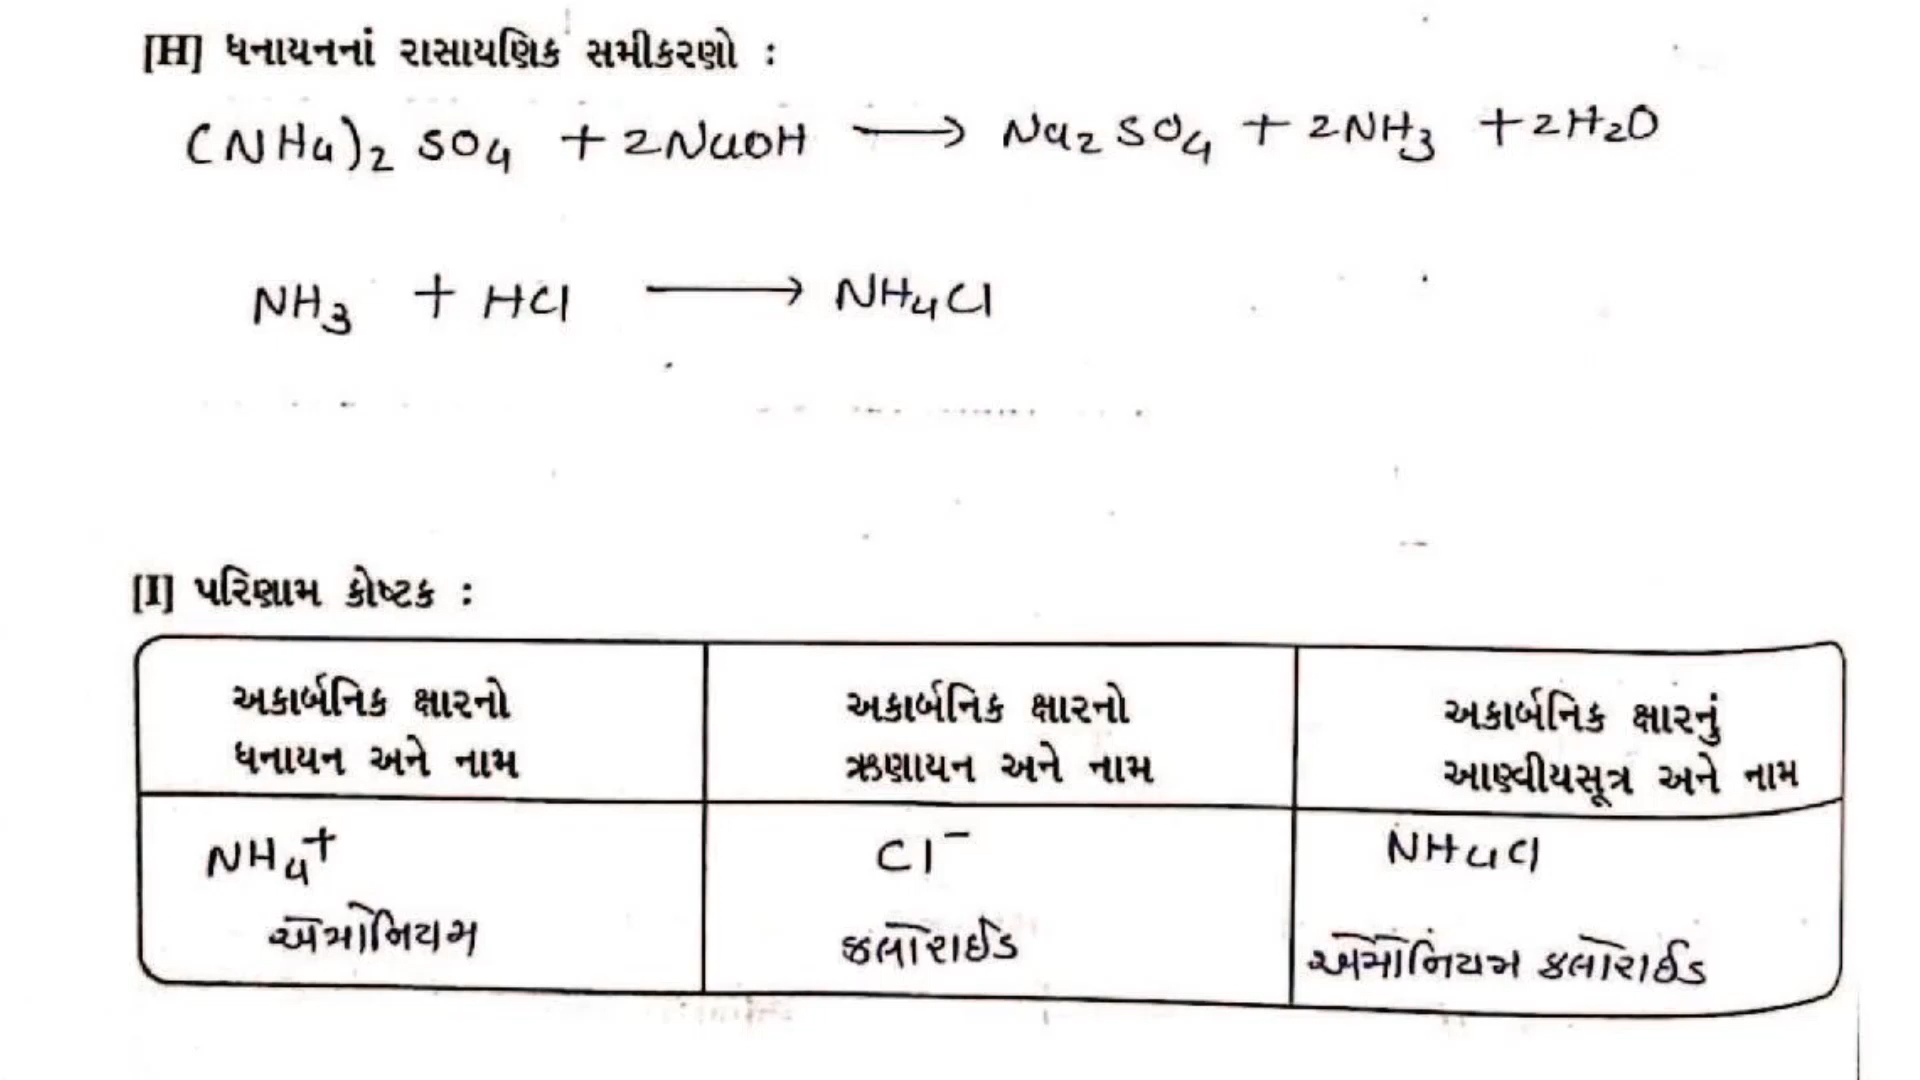 [H] ધનાયનનાં રાસાયણિક સમીકરણો :
(NH4)2 SO4 + 2NaOH ⟶ Na2 SO4 + 2NH3 + 2H2O
NH3 + HCl ⟶ NH4Cl
[I] પરિણામ કોષ્ટક :
અકાર્બનિક ક્ષારનો
ધનાયન અને નામ
અકાર્બનિક ક્ષારનો
ઋણાયન અને નામ
અકાર્બનિક ક્ષારનું
આણ્વીયસૂત્ર અને નામ
NH4+
એમોનિયમ
Cl-
ક્લોરાઈડ
NH4Cl
એમોનિયમ ક્લોરાઈડ